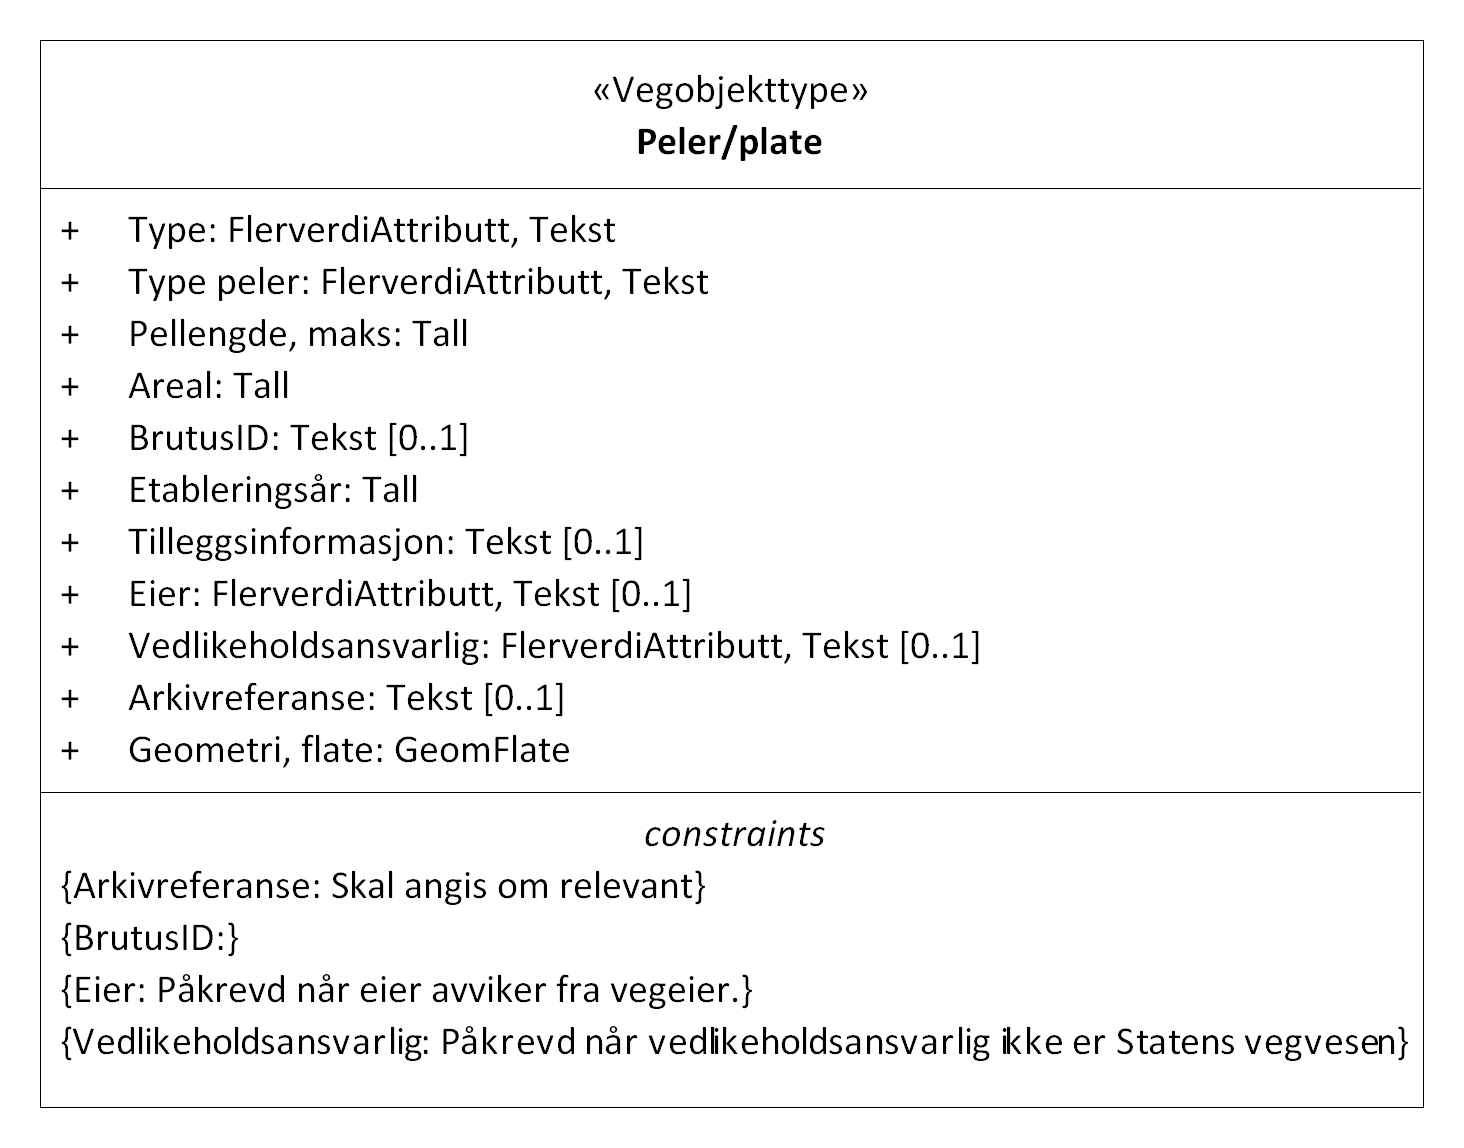 «Vegobjekttype»
Peler/plate
+ Type: FlerverdiAttributt, Tekst
+ Type peler: FlerverdiAttributt, Tekst
+ Pellengde, maks: Tall
+ Areal: Tall
+ BrutusID: Tekst [0..1]
+ Etableringsår: Tall
+ Tilleggsinformasjon: Tekst [0..1]
+ Eier: FlerverdiAttributt, Tekst [0..1]
+ Vedlikeholdsansvarlig: FlerverdiAttributt, Tekst [0..1]
+ Arkivreferanse: Tekst [0..1]
+ Geometri, flate: GeomFlate
constraints
{Arkivreferanse: Skal angis om relevant}
{BrutusID:}
{Eier: Påkrevd når eier avviker fra vegeier.}
{Vedlikeholdsansvarlig: Påkrevd når vedlikeholdsansvarlig ikke er Statens vegvesen}